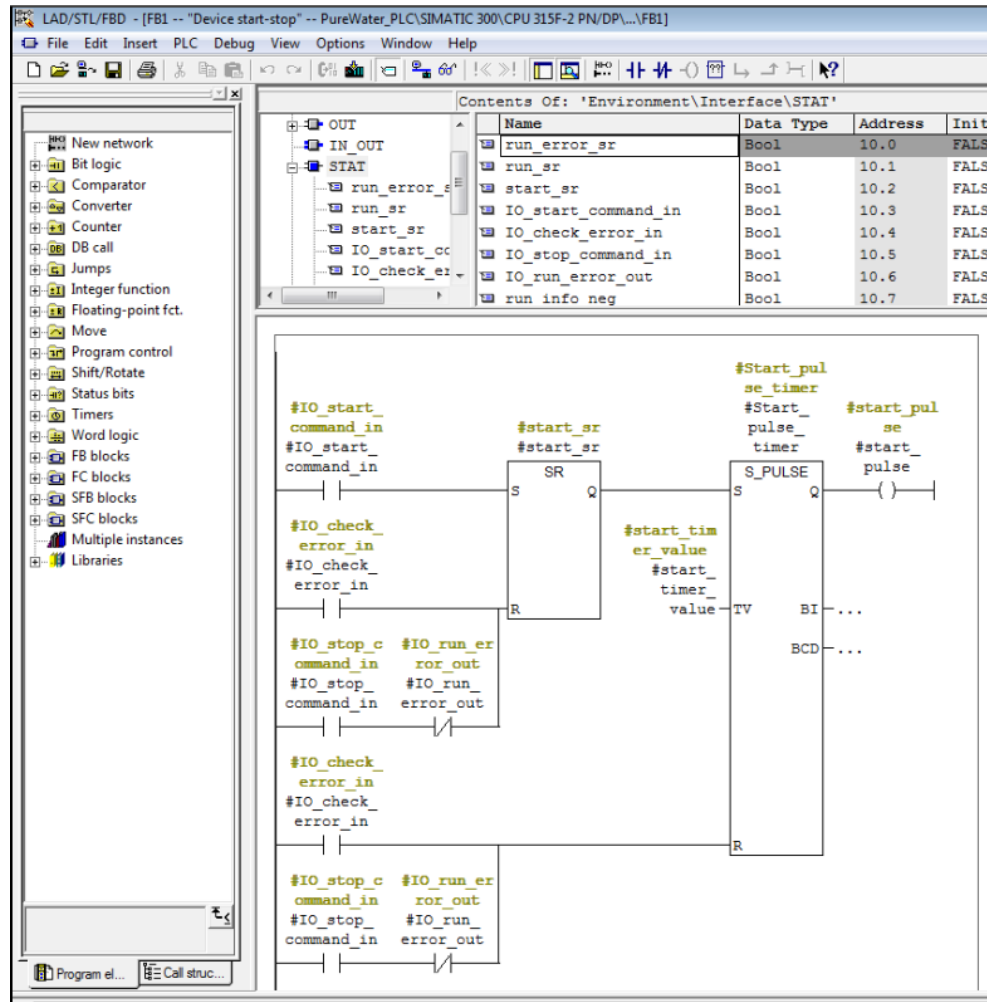 LAD/STL/FBD - [FB1 -- "Device start-stop" -- PureWater_PLC\SIMATIC 300\CPU 315F-2 PN/DP\...\FB1]
File Edit Insert PLC Debug View Options Window Help
New network
Bit logic
Comparator
Converter
Counter
DB call
Jumps
Integer function
Floating-point fct.
Move
Program control
Shift/Rotate
Status bits
Timers
Word logic
FB blocks
FC blocks
SFB blocks
SFC blocks
Multiple instances
Libraries
Program el...
Call struc...
Contents Of: 'Environment\Interface\STAT'
OUT
IN_OUT
STAT
run_error_s
run_sr
start_sr
IO_start_co
IO_check_er
Name Data Type Address Init
run_error_sr Bool 10.0 FALS
run_sr Bool 10.1 FALS
start_sr Bool 10.2 FALS
IO_start_command_in Bool 10.3 FALS
IO_check_error_in Bool 10.4 FALS
IO_stop_command_in Bool 10.5 FALS
IO_run_error_out Bool 10.6 FALS
run info neg Bool 10.7 FALS
#IO_start_
command_in
#IO_start_
command_in
#start_sr
#start_sr
SR
S Q
R
#Start_pul
se_timer
#Start_
pulse_
timer
S_PULSE
S Q
#start_pul
se
#start_
pulse
#start_tim
er_value
#start_
timer_
value
TV BI ...
BCD ...
R
#IO_check_
error_in
#IO_check_
error_in
#IO_stop_c
ommand_in
#IO_stop_
command_in
#IO_run_er
ror_out
#IO_run_
error_out
#IO_check_
error_in
#IO_check_
error_in
#IO_stop_c
ommand_in
#IO_stop_
command_in
#IO_run_er
ror_out
#IO_run_
error_out